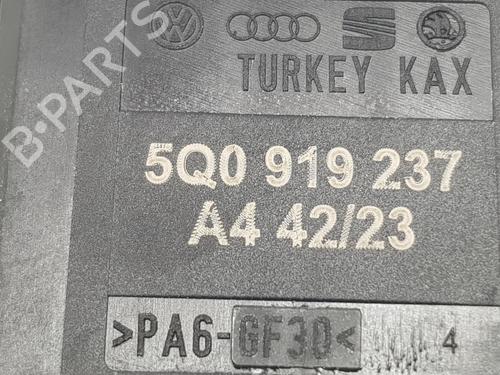 TURKEY KAX
5Q0 919 237
A4 42/23
>PA6-GF30<
4
B-PARTS